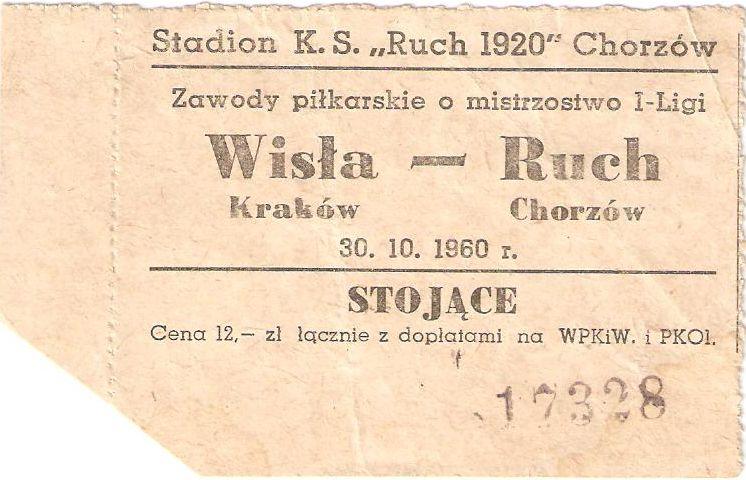 Stadion K. S. „Ruch 1920" Chorzów
Zawody piłkarskie o mistrzostwo I-Ligi
Wisła — Ruch
Kraków Chorzów
30. 10. 1960 r.
STOJĄCE
Cena 12,— zł łącznie z dopłatami na WPKiW. i PKOl.
17328